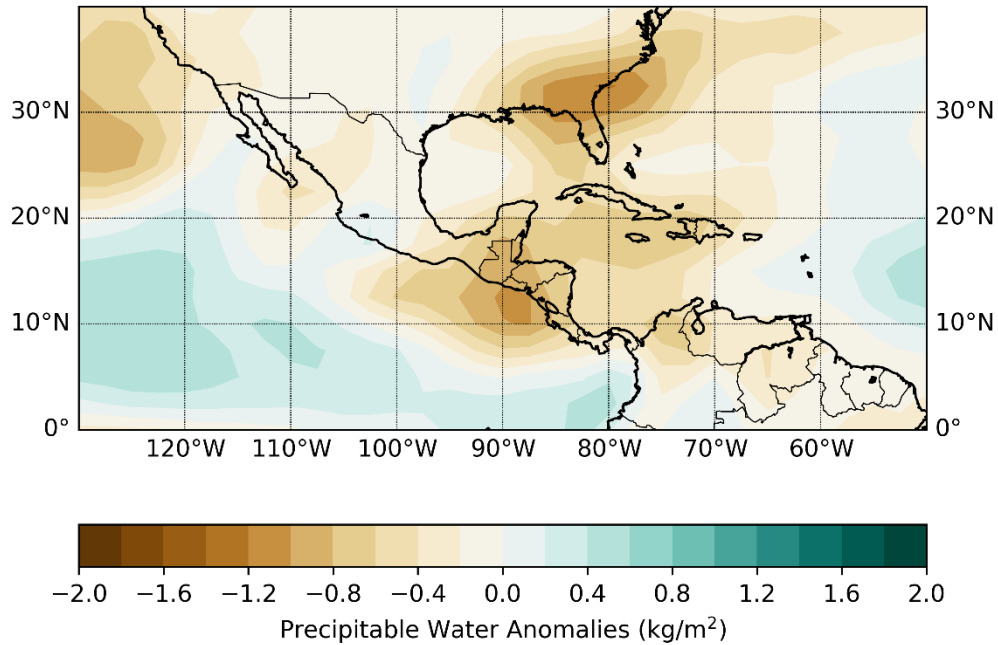 30°N 30°N
20°N 20°N
10°N 10°N
0° 0°
120°W 110°W 100°W 90°W 80°W 70°W 60°W
−2.0 −1.6 −1.2 −0.8 −0.4 0.0 0.4 0.8 1.2 1.6 2.0
Precipitable Water Anomalies (kg/m²)